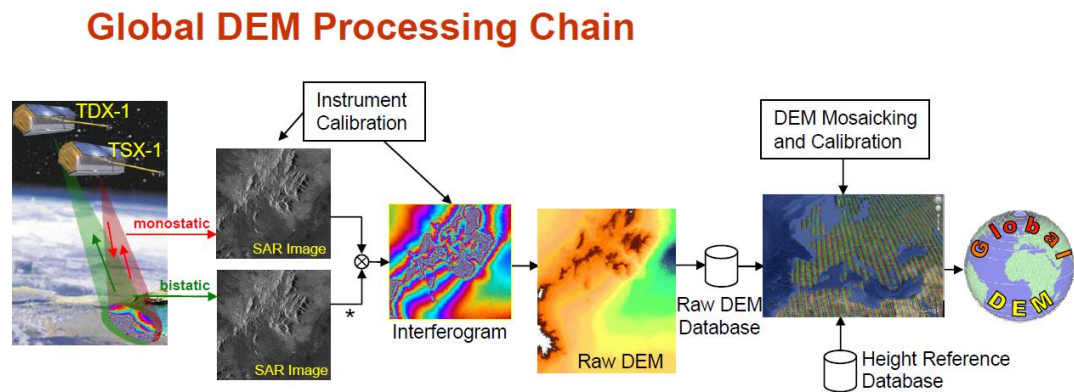 Global DEM Processing Chain
TDX-1
TSX-1
Instrument
Calibration
DEM Mosaicking
and Calibration
monostatic
SAR Image
bistatic
SAR Image
*
Interferogram
Raw DEM
Raw DEM
Database
Height Reference
Database
Global
DEM